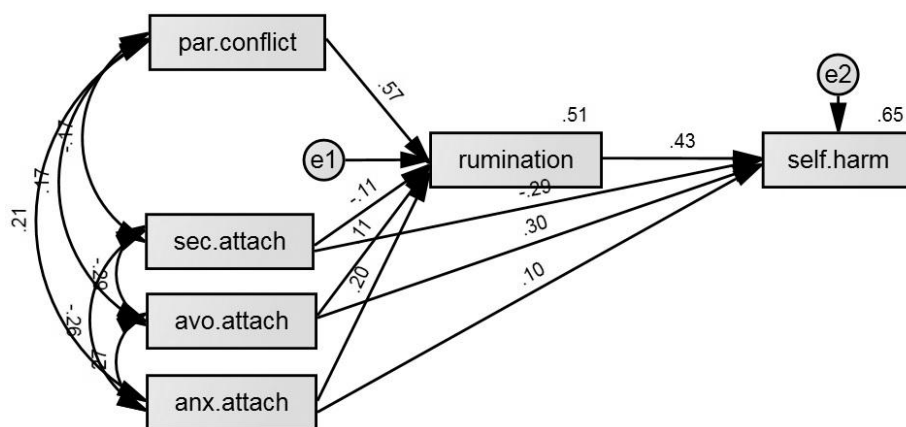 par.conflict
.57
e2
.51
.65
e1
rumination
.43
self.harm
-.17
.17
.21
-.11
-.29
sec.attach
.11
.30
.20
.10
avo.attach
-.26
anx.attach